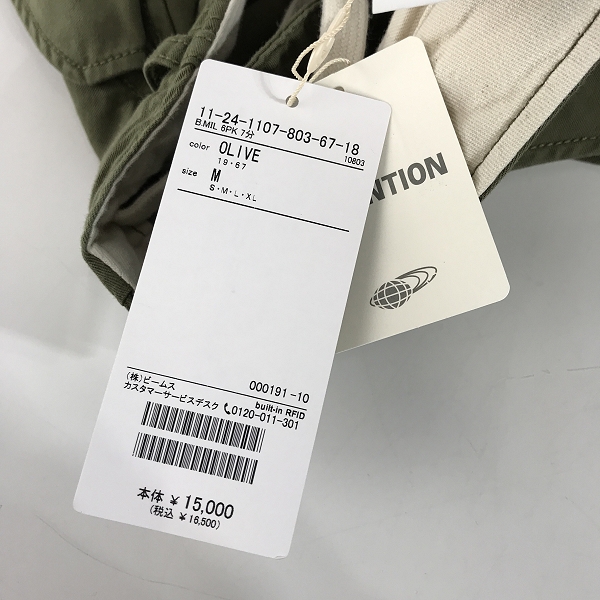 11-24-1107-803-67-18
B.MIL 6PK 7分
10803
color OLIVE
19・67
size M
S・M・L・XL
(株)ビームス
000191-10
カスタマーサービスデスク
built-in RFID
0120-011-301
本体 ¥ 15,000
(税込 ¥ 16,500)
NTION